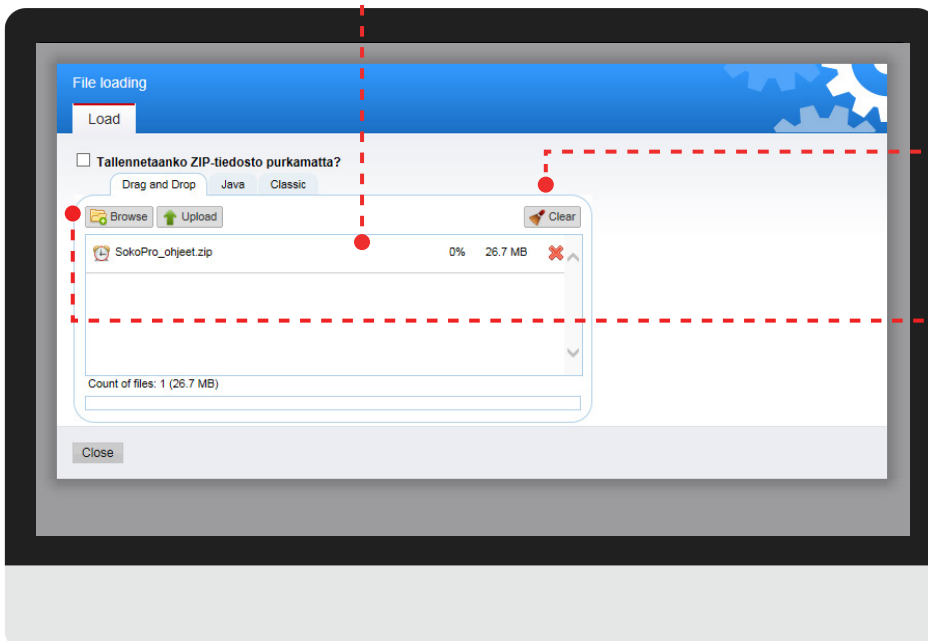 File loading
Load
Tallennetaanko ZIP-tiedosto purkamatta?
Drag and Drop Java Classic
Browse Upload Clear
SokoPro_ohjeet.zip 0% 26.7 MB
Count of files: 1 (26.7 MB)
Close